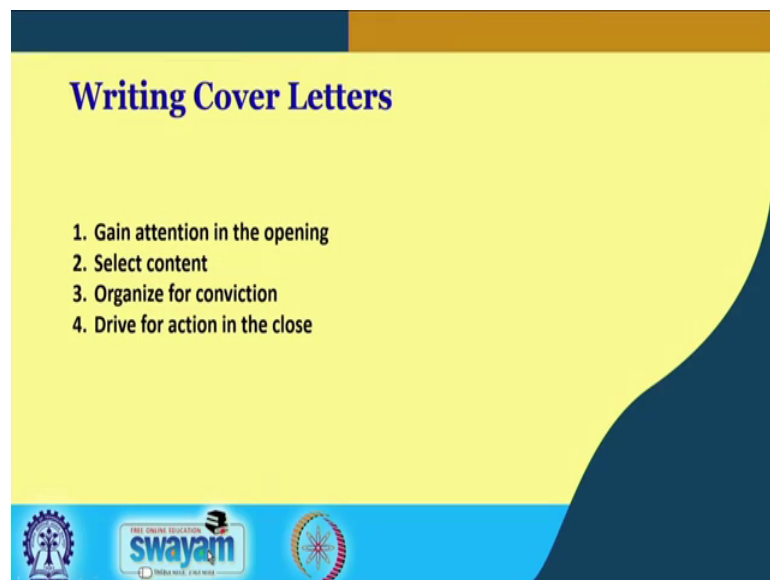 Writing Cover Letters
1. Gain attention in the opening
2. Select content
3. Organize for conviction
4. Drive for action in the close
FREE ONLINE EDUCATION
swayam